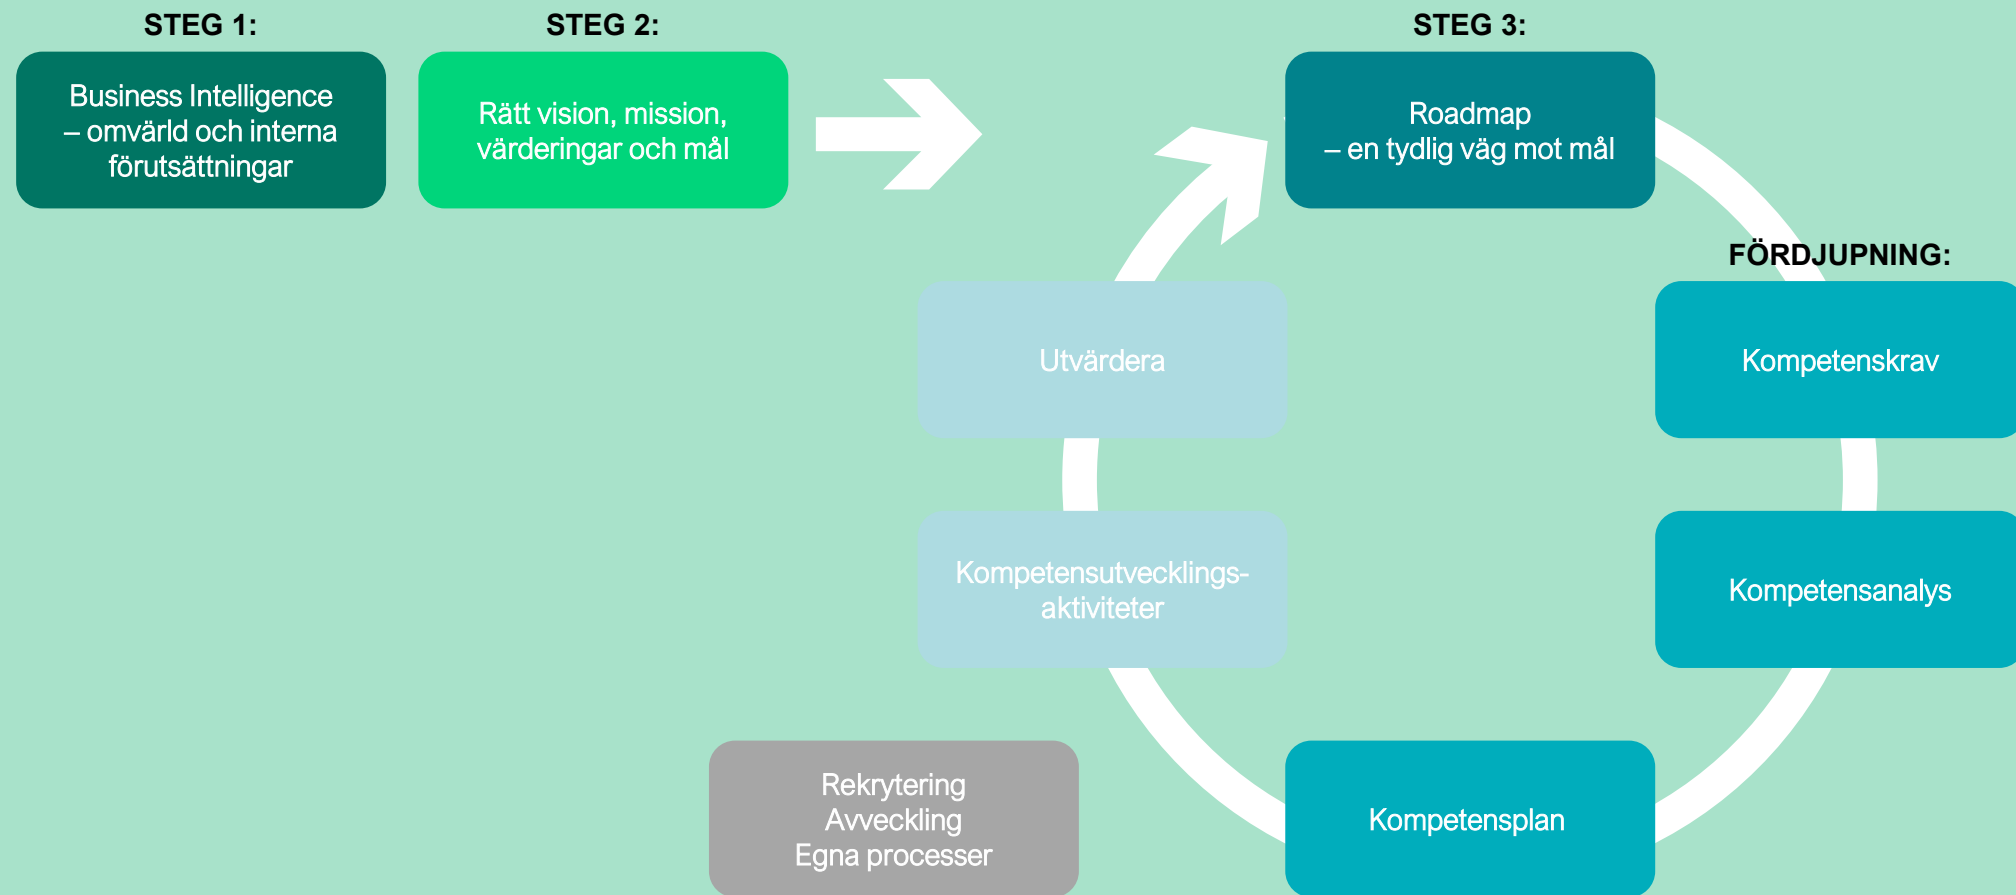 STEG 1:
Business Intelligence
– omvärld och interna
förutsättningar
STEG 2:
Rätt vision, mission,
värderingar och mål
STEG 3:
Roadmap
– en tydlig väg mot mål
FÖRDJUPNING:
Kompetenskrav
Kompetensanalys
Kompetensplan
Rekrytering
Avveckling
Egna processer
Kompetensutvecklings-
aktiviteter
Utvärdera